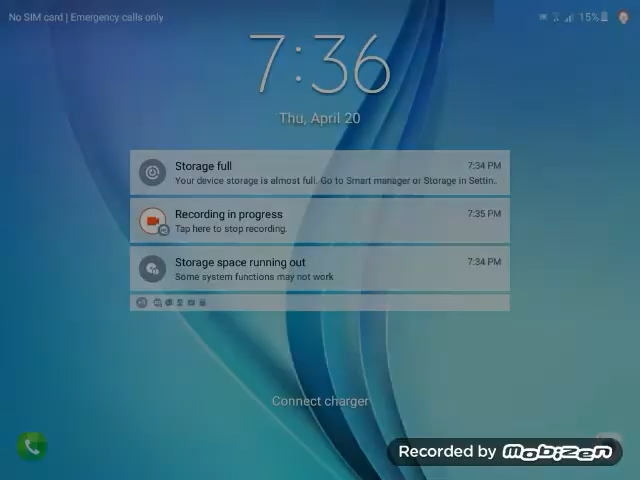 No SIM card | Emergency calls only
15%
7:36
Thu, April 20
Storage full
7:34 PM
Your device storage is almost full. Go to Smart manager or Storage in Settin..
Recording in progress
7:35 PM
Tap here to stop recording.
Storage space running out
7:34 PM
Some system functions may not work
Connect charger
Recorded by Mobizen